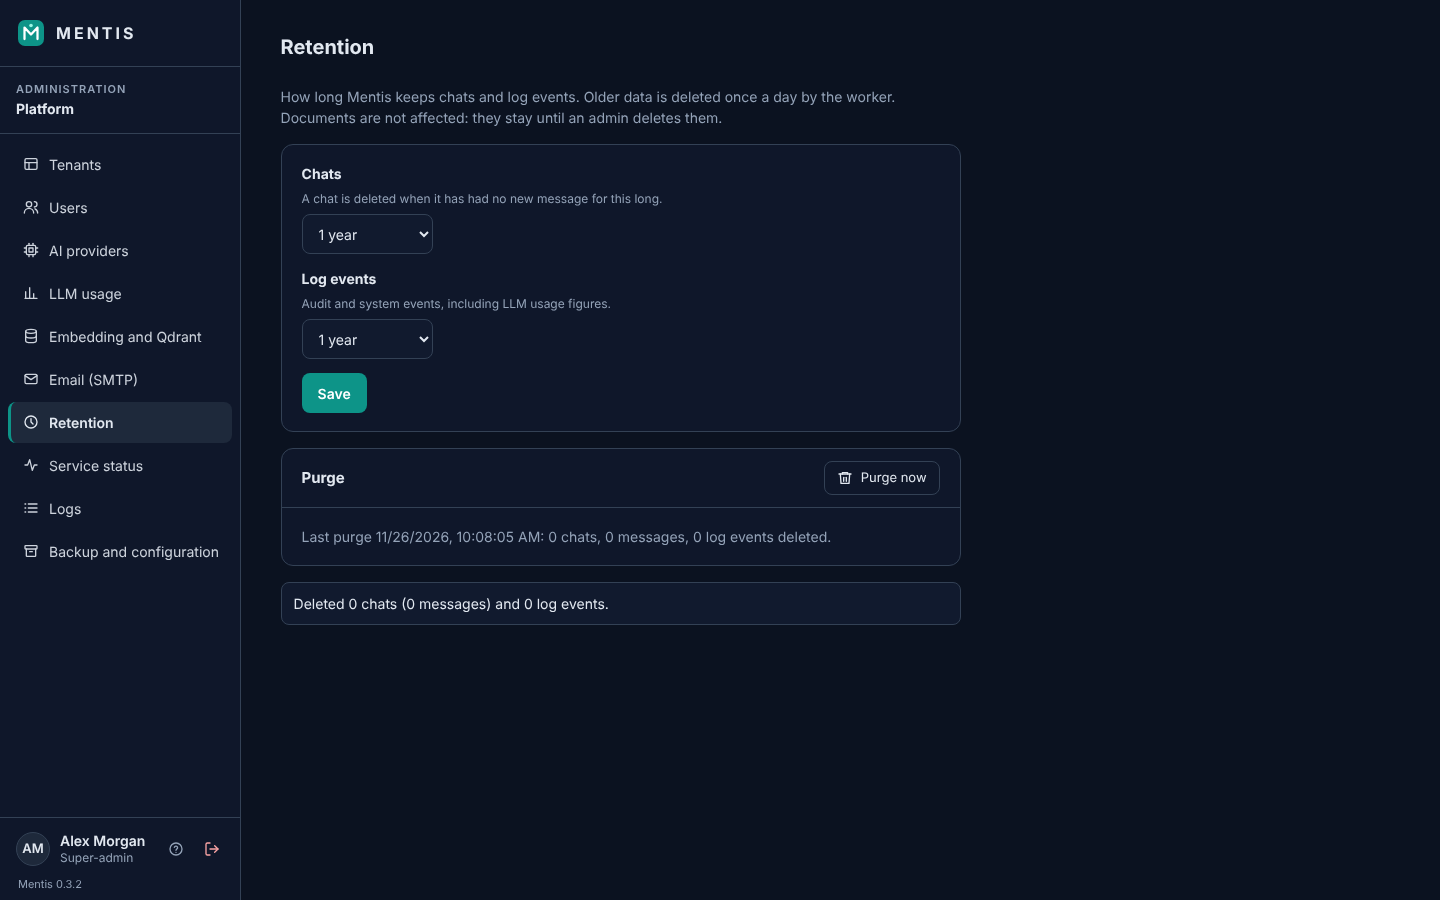 MENTIS
ADMINISTRATION
Platform
Tenants
Users
AI providers
LLM usage
Embedding and Qdrant
Email (SMTP)
Retention
Service status
Logs
Backup and configuration
AM
Alex Morgan
Super-admin
Mentis 0.3.2
Retention
How long Mentis keeps chats and log events. Older data is deleted once a day by the worker.
Documents are not affected: they stay until an admin deletes them.
Chats
A chat is deleted when it has had no new message for this long.
1 year
Log events
Audit and system events, including LLM usage figures.
1 year
Save
Purge
Purge now
Last purge 11/26/2026, 10:08:05 AM: 0 chats, 0 messages, 0 log events deleted.
Deleted 0 chats (0 messages) and 0 log events.